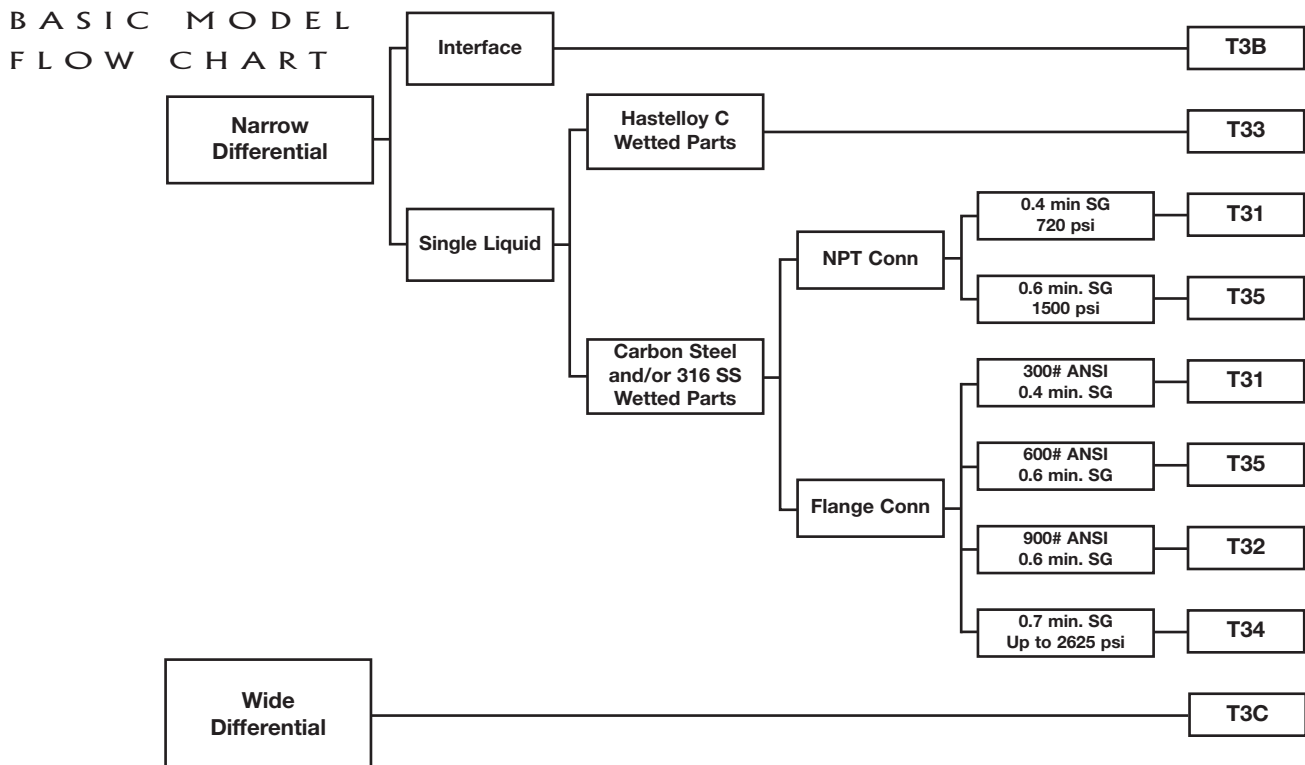 BASIC MODEL
FLOW CHART
Interface
T3B
Narrow
Differential
Hastelloy C
Wetted Parts
T33
Single Liquid
0.4 min SG
720 psi
T31
NPT Conn
0.6 min. SG
1500 psi
T35
Carbon Steel
and/or 316 SS
Wetted Parts
300# ANSI
0.4 min. SG
T31
600# ANSI
0.6 min. SG
T35
Flange Conn
900# ANSI
0.6 min. SG
T32
0.7 min. SG
Up to 2625 psi
T34
Wide
Differential
T3C